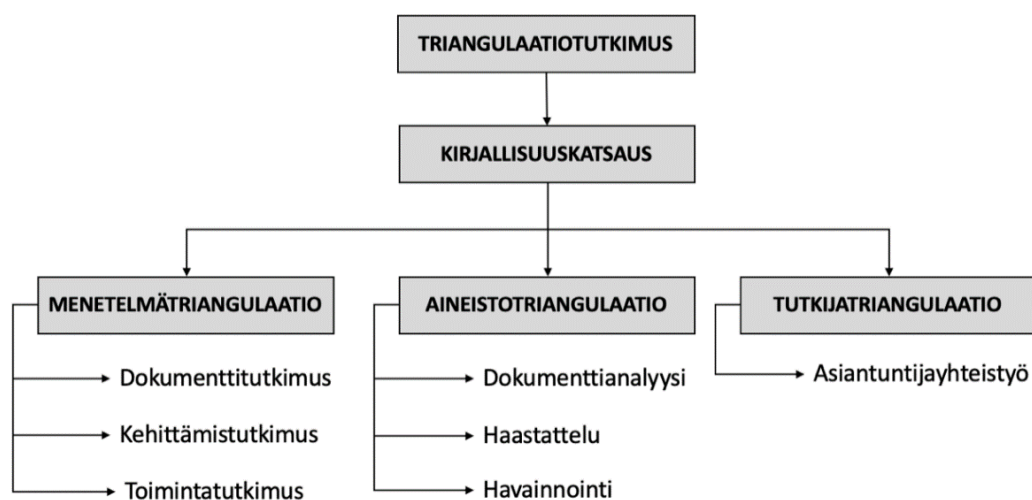 TRIANGULAATIOTUTKIMUS
KIRJALLISUUSKATSAUS
MENETELMÄTRIANGULAATIO
Dokumenttitutkimus
Kehittämistutkimus
Toimintatutkimus
AINEISTOTRIANGULAATIO
Dokumenttianalyysi
Haastattelu
Havainnointi
TUTKIJATRIANGULAATIO
Asiantuntijayhteistyö